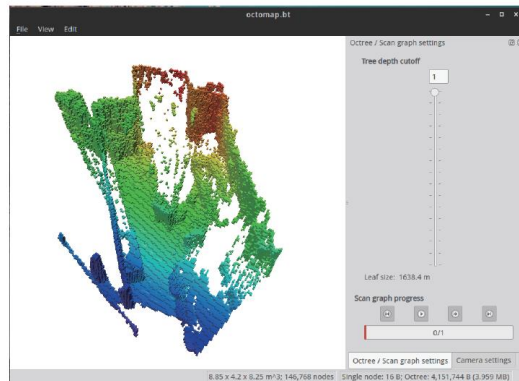 octomap.bt
File View Edit
Octree / Scan graph settings
Tree depth cutoff
1
Leaf size: 1638.4 m
Scan graph progress
0/1
Octree / Scan graph settings Camera settings
8.85 x 4.2 x 8.25 m^3; 146,768 nodes Single node: 16 B; Octree: 4,151,744 B (3.959 MB)